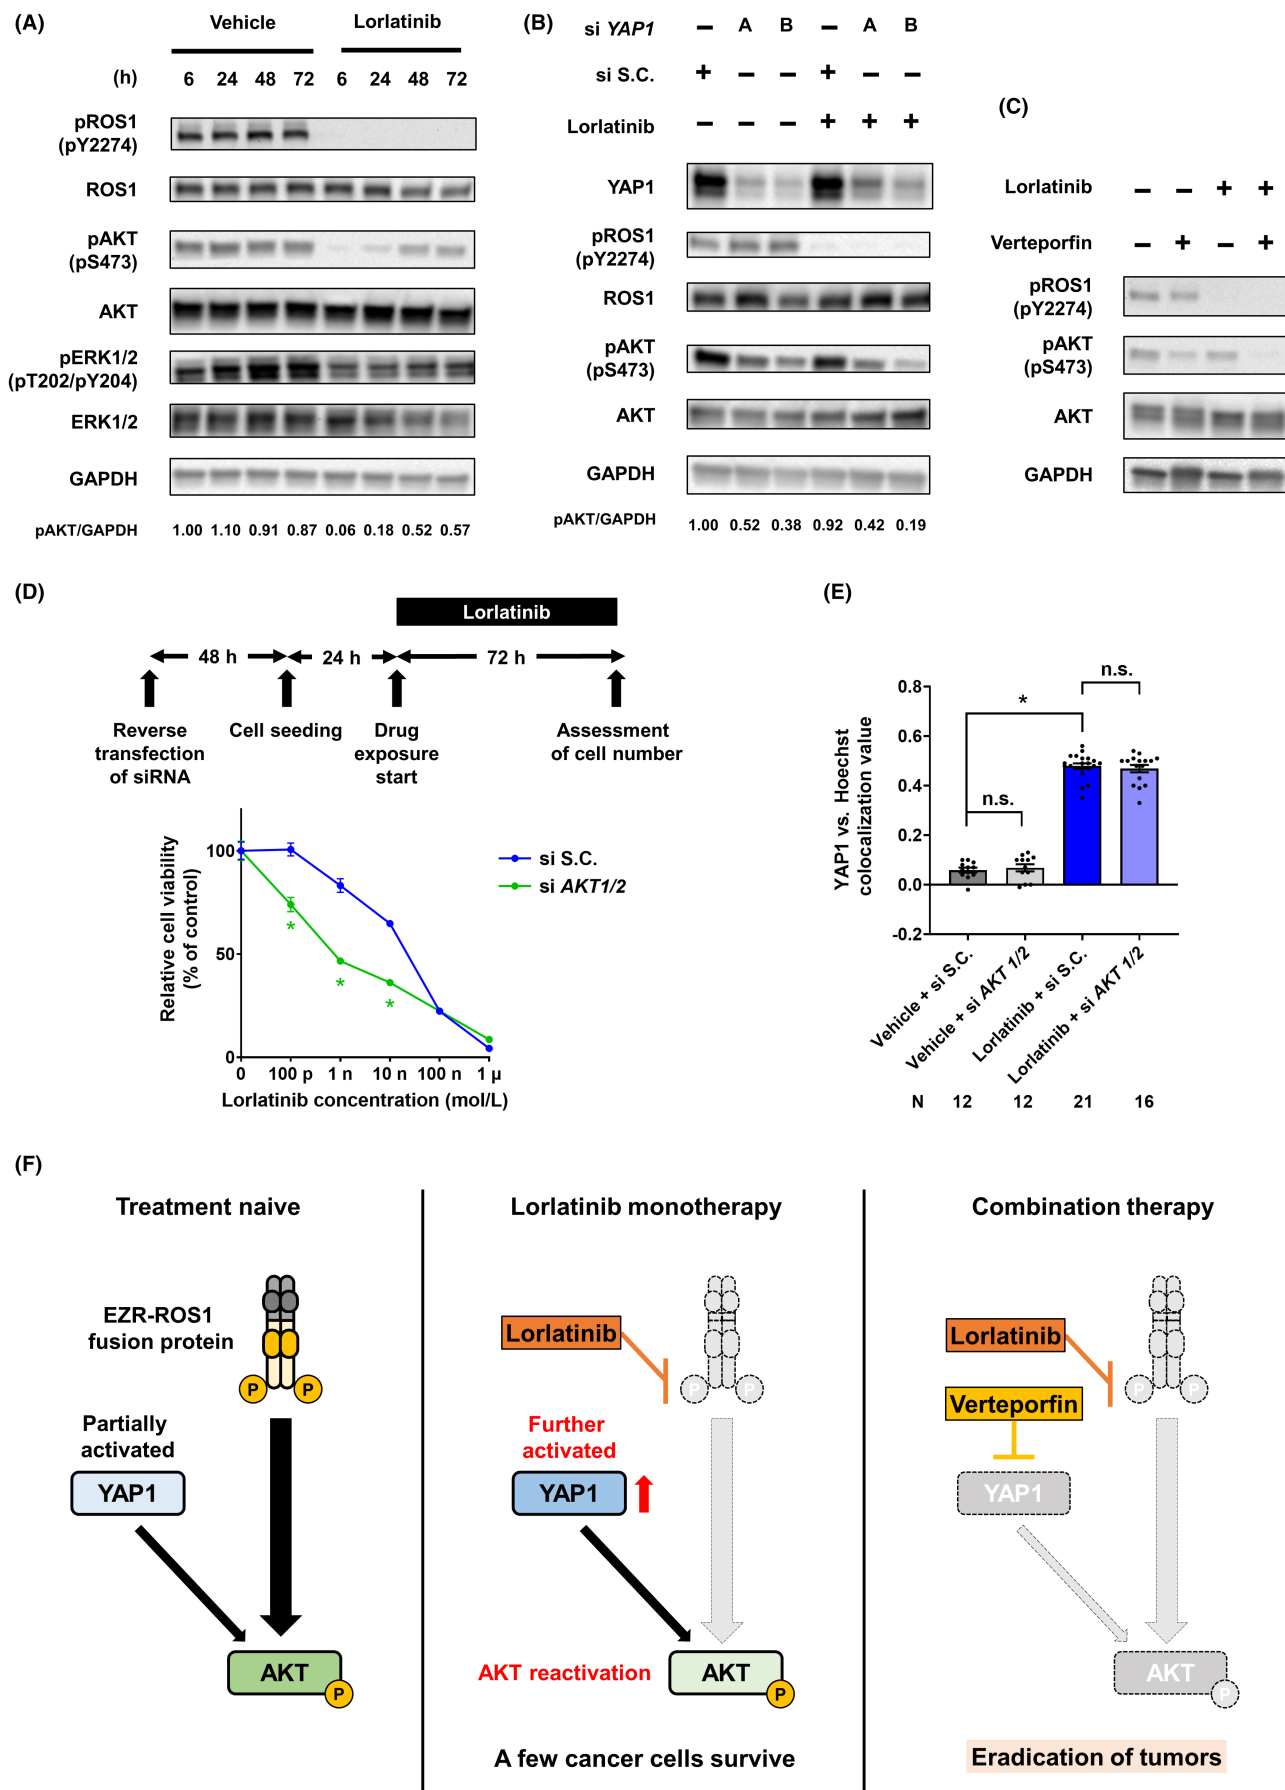 (A)
Vehicle Lorlatinib
(h) 6 24 48 72 6 24 48 72
pROS1
(pY2274)
ROS1
pAKT
(pS473)
AKT
pERK1/2
(pT202/pY204)
ERK1/2
GAPDH
pAKT/GAPDH 1.00 1.10 0.91 0.87 0.06 0.18 0.52 0.57
(B)
si YAP1 – A B – A B
si S.C. + – – + – –
Lorlatinib – – – + + +
YAP1
pROS1
(pY2274)
ROS1
pAKT
(pS473)
AKT
GAPDH
pAKT/GAPDH 1.00 0.52 0.38 0.92 0.42 0.19
(C)
Lorlatinib – – + +
Verteporfin – + – +
pROS1
(pY2274)
pAKT
(pS473)
AKT
GAPDH
(D)
Lorlatinib
48 h 24 h 72 h
Reverse
transfection
of siRNA
Cell seeding
Drug
exposure
start
Assessment
of cell number
Relative cell viability
(% of control)
100
50
0
si S.C.
si AKT1/2
*
*
*
0 100 p 1 n 10 n 100 n 1 µ
Lorlatinib concentration (mol/L)
(E)
YAP1 vs. Hoechst
colocalization value
0.8
0.6
0.4
0.2
0.0
-0.2
n.s.
*
n.s.
Vehicle + si S.C.
Vehicle + si AKT 1/2
Lorlatinib + si S.C.
Lorlatinib + si AKT 1/2
N 12 12 21 16
(F)
Treatment naive
EZR-ROS1
fusion protein
P P
Partially
activated
YAP1
AKT
P
Lorlatinib monotherapy
Lorlatinib
P P
Further
activated
YAP1
AKT reactivation
AKT
P
A few cancer cells survive
Combination therapy
Lorlatinib
P P
Verteporfin
YAP1
AKT
P
Eradication of tumors